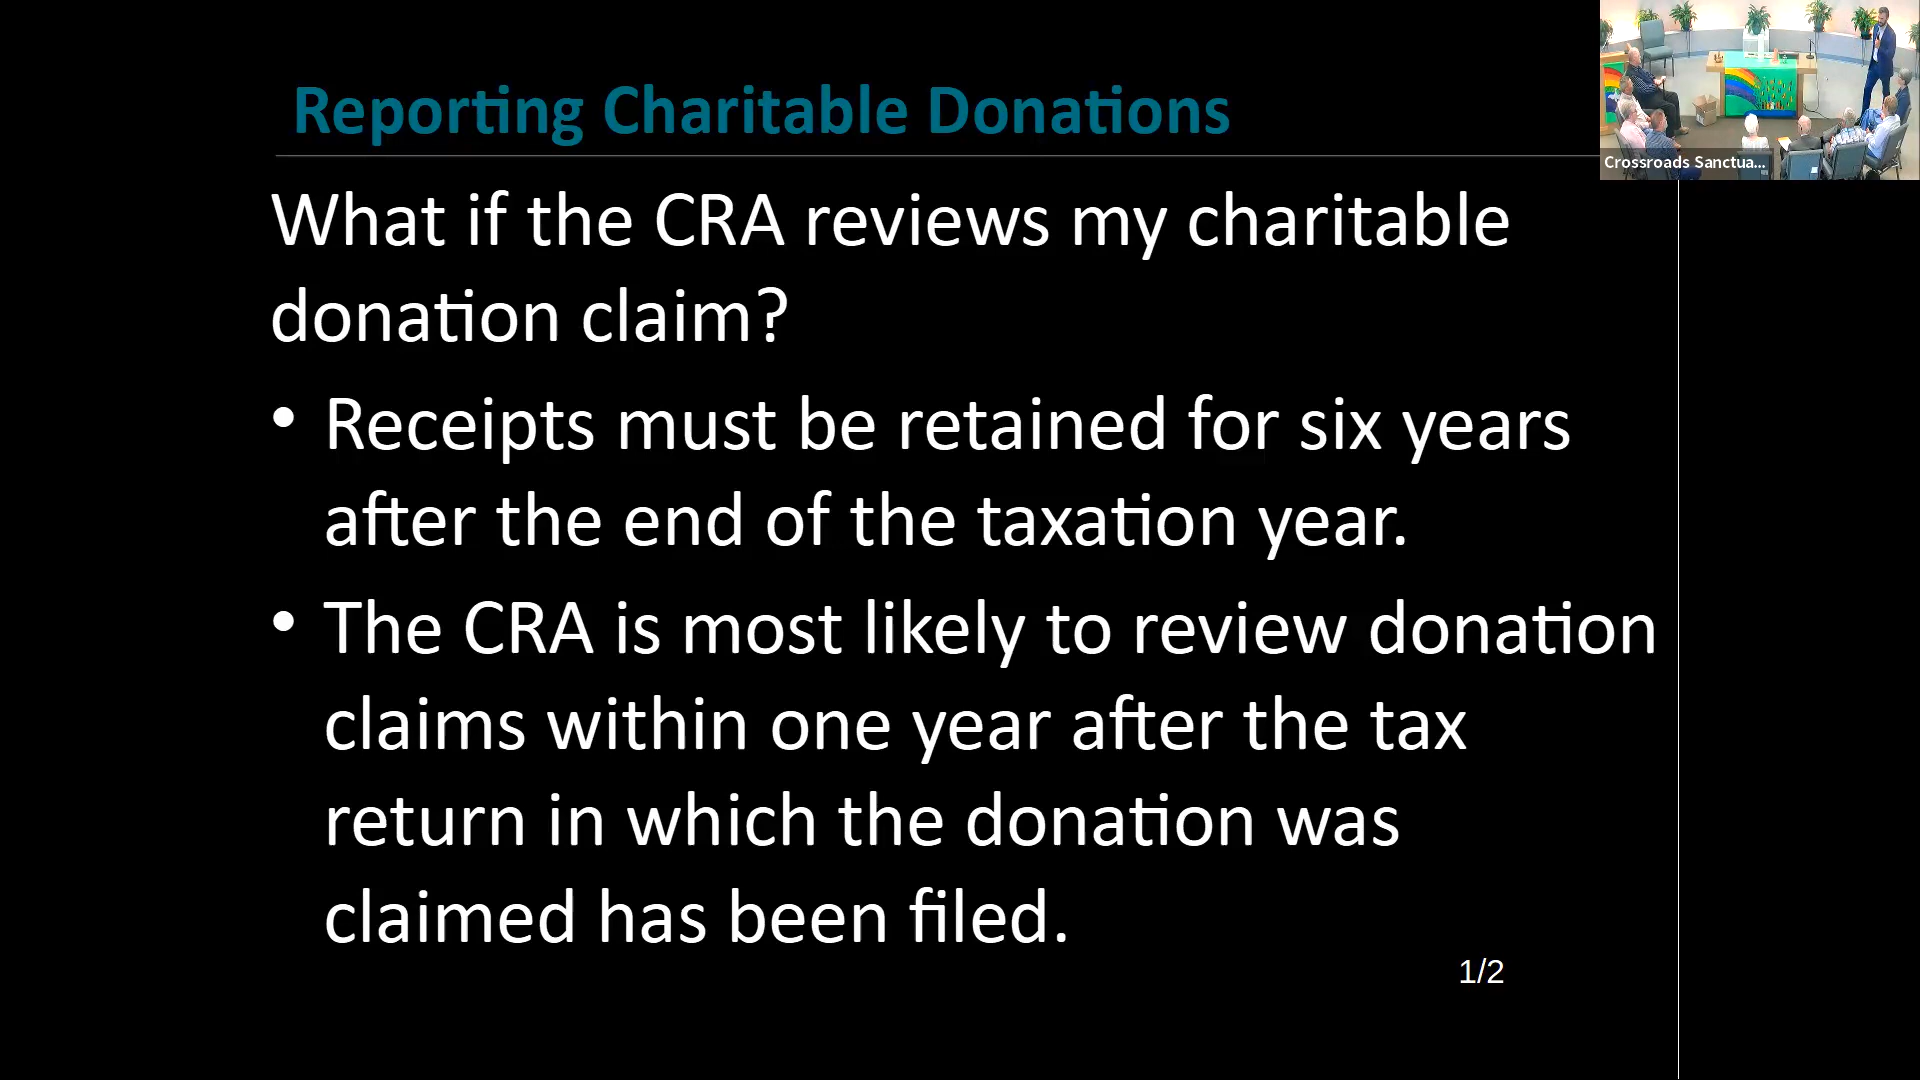 Reporting Charitable Donations
Crossroads Sanctua...
What if the CRA reviews my charitable
donation claim?
• Receipts must be retained for six years
after the end of the taxation year.
• The CRA is most likely to review donation
claims within one year after the tax
return in which the donation was
claimed has been filed.
1/2